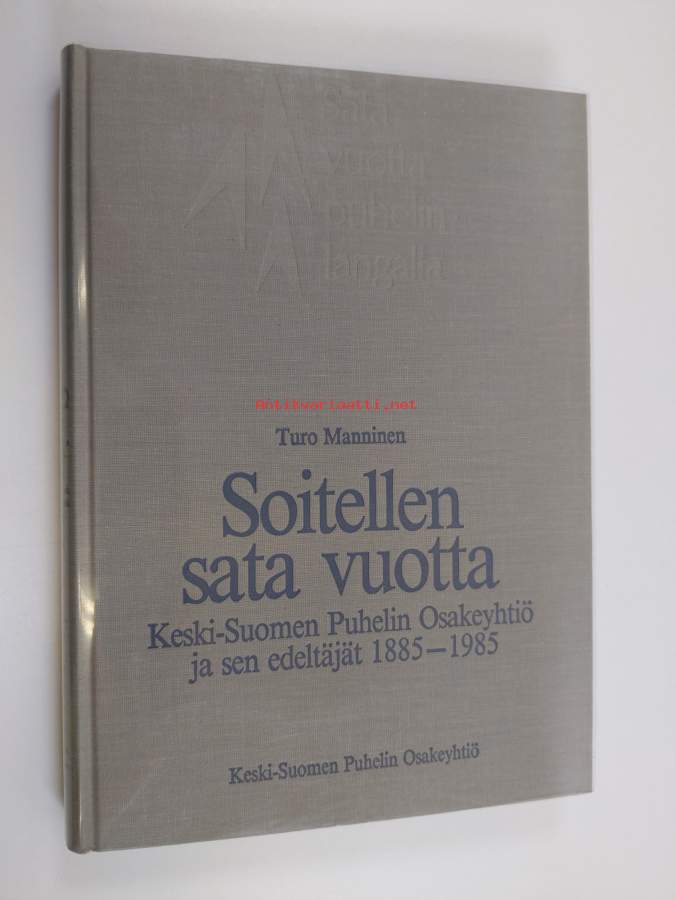 Sata
vuotta
puhelin
langalla
Antikvariaatti.net
Turo Manninen
Soitellen
sata vuotta
Keski-Suomen Puhelin Osakeyhtiö
ja sen edeltäjät 1885–1985
Keski-Suomen Puhelin Osakeyhtiö